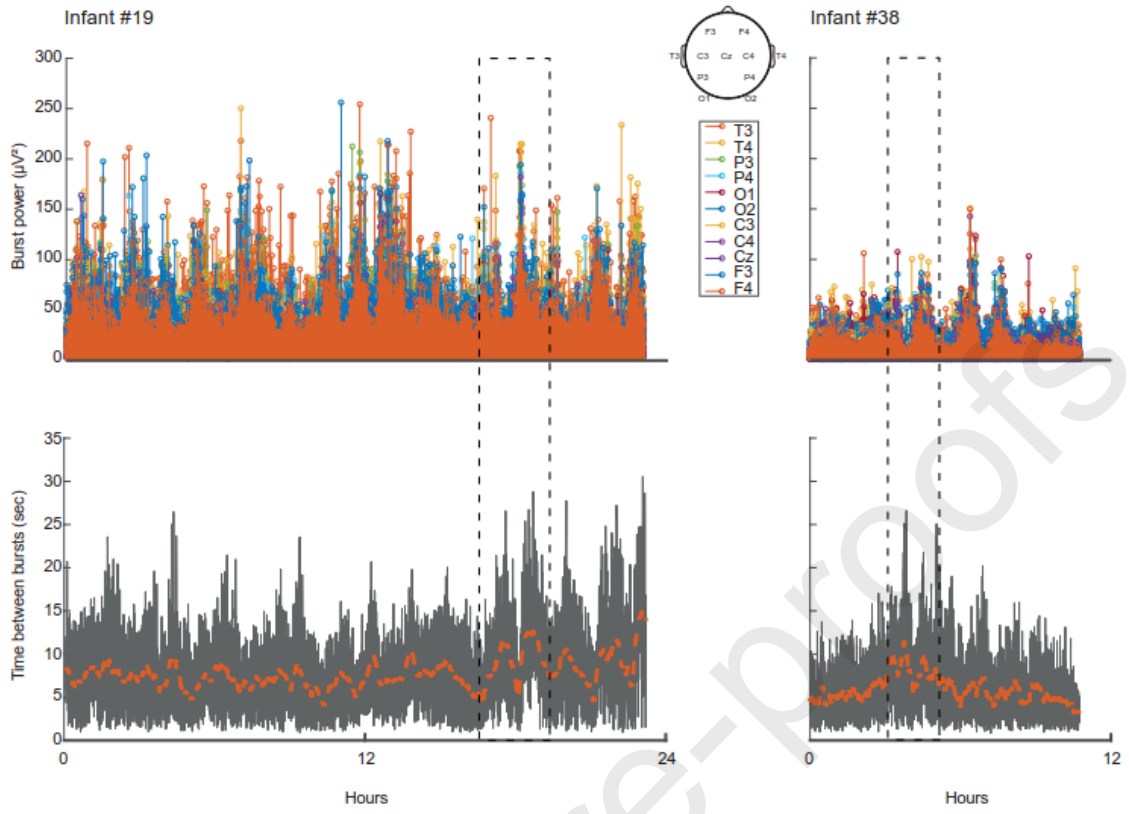 Infant #19
Infant #38
F3 F4
T3 C3 Cz C4 T4
P3 P4
O1 O2
300
250
200
150
100
50
0
Burst power (µV²)
T3
T4
P3
P4
O1
O2
C3
C4
Cz
F3
F4
35
30
25
20
15
10
5
0
Time between bursts (sec)
0 12 24
Hours
0 12
Hours
re-proofs